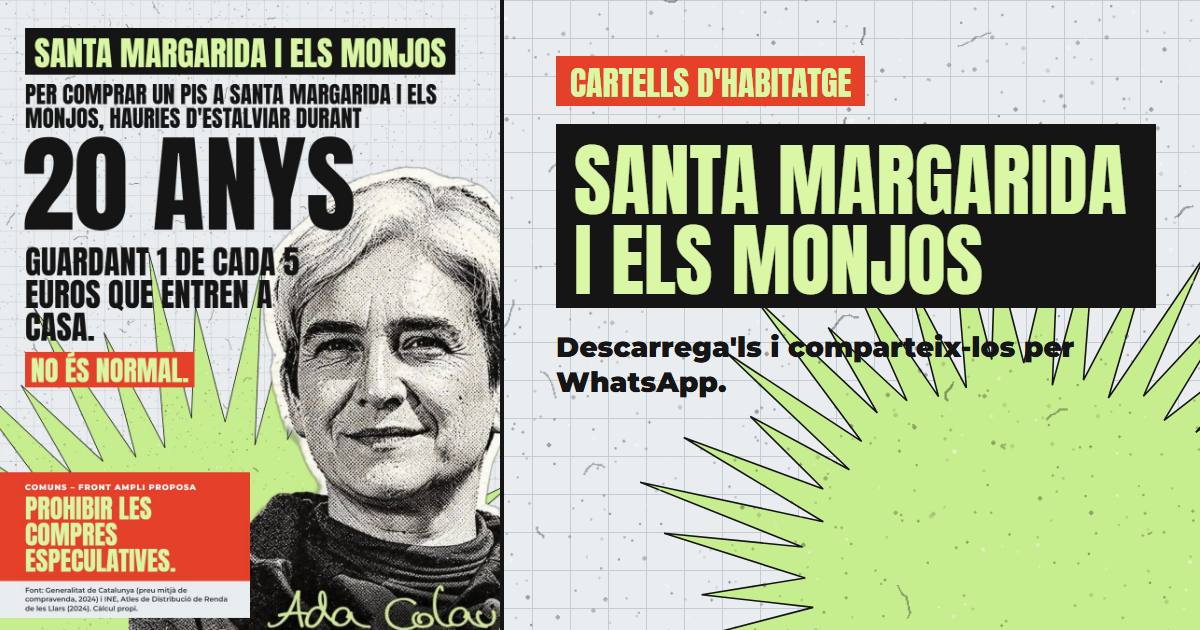 SANTA MARGARIDA I ELS MONJOS
PER COMPRAR UN PIS A SANTA MARGARIDA I ELS
MONJOS, HAURIES D'ESTALVIAR DURANT
20 ANYS
GUARDANT 1 DE CADA 5
EUROS QUE ENTREN A
CASA.
NO ÉS NORMAL.
COMUNS – FRONT AMPLI PROPOSA
PROHIBIR LES
COMPRES
ESPECULATIVES.
Font: Generalitat de Catalunya (preu mitjà de
compravenda, 2024) i INE, Atles de Distribució de Renda
de les Llars (2024). Càlcul propi.
Ada Colau
CARTELLS D'HABITATGE
SANTA MARGARIDA
I ELS MONJOS
Descarrega'ls i comparteix-los per
WhatsApp.